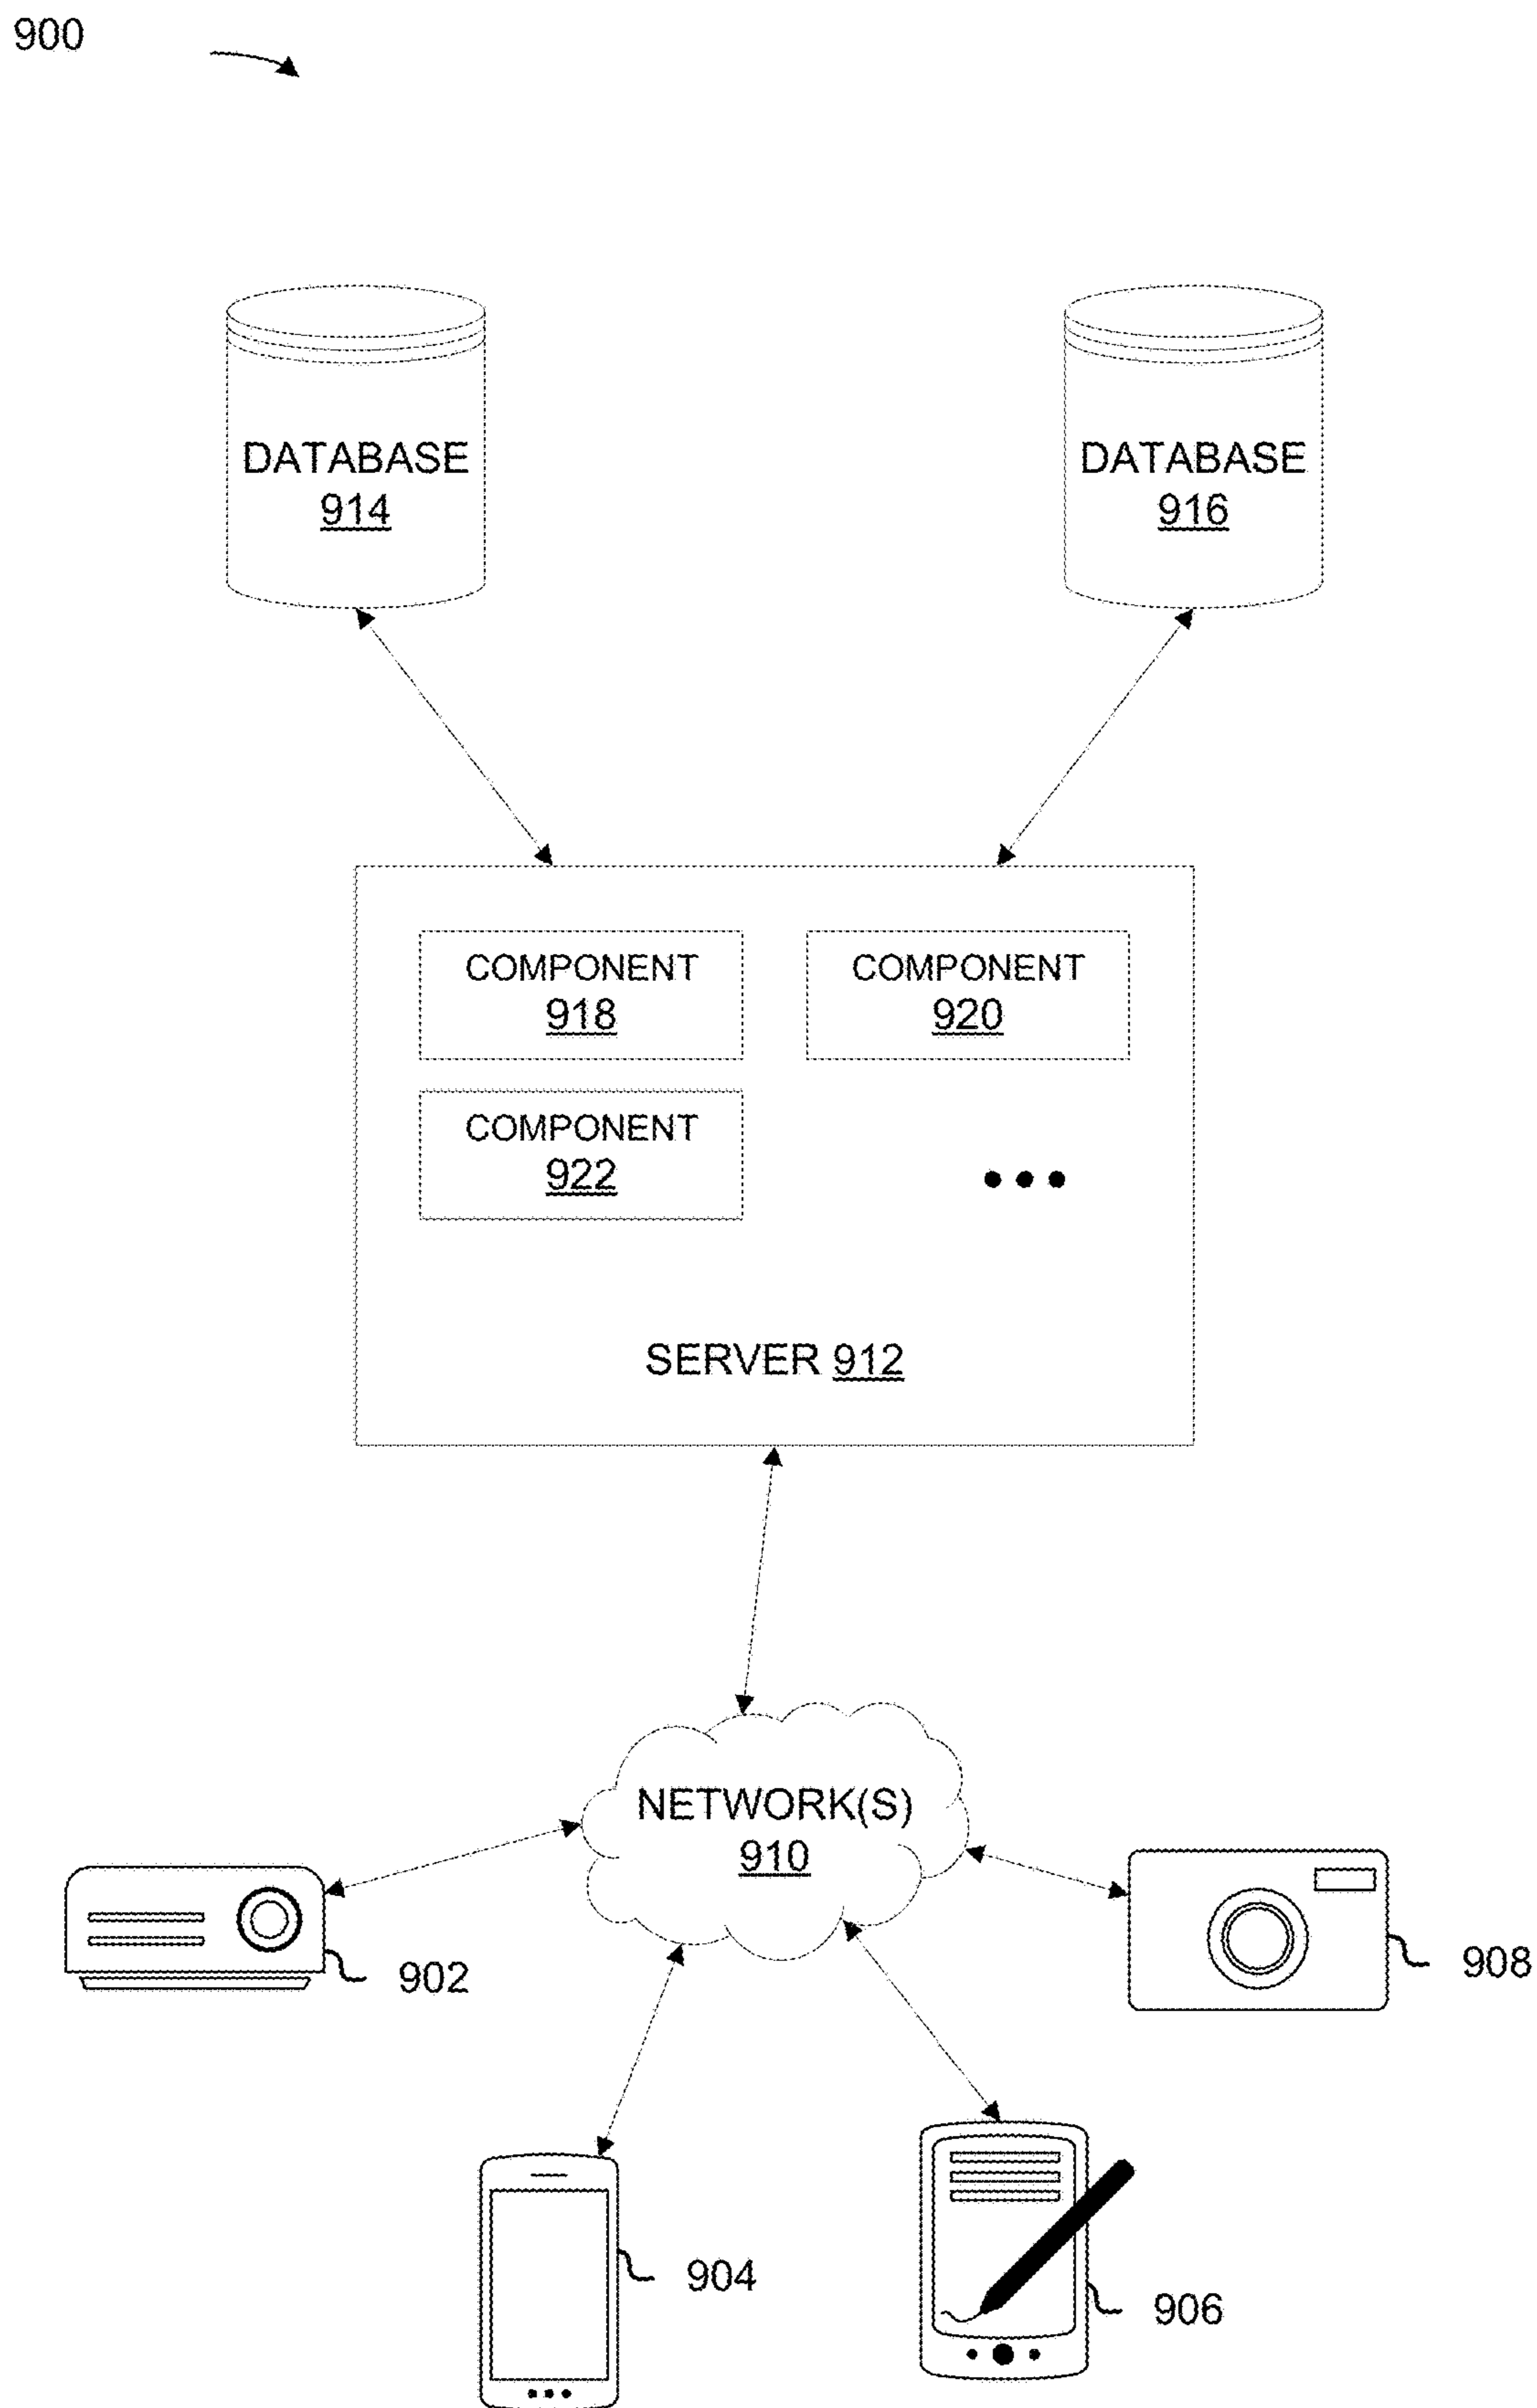 900
DATABASE
914
DATABASE
916
COMPONENT
918
COMPONENT
920
COMPONENT
922
SERVER 912
NETWORK(S)
910
902
908
904
906